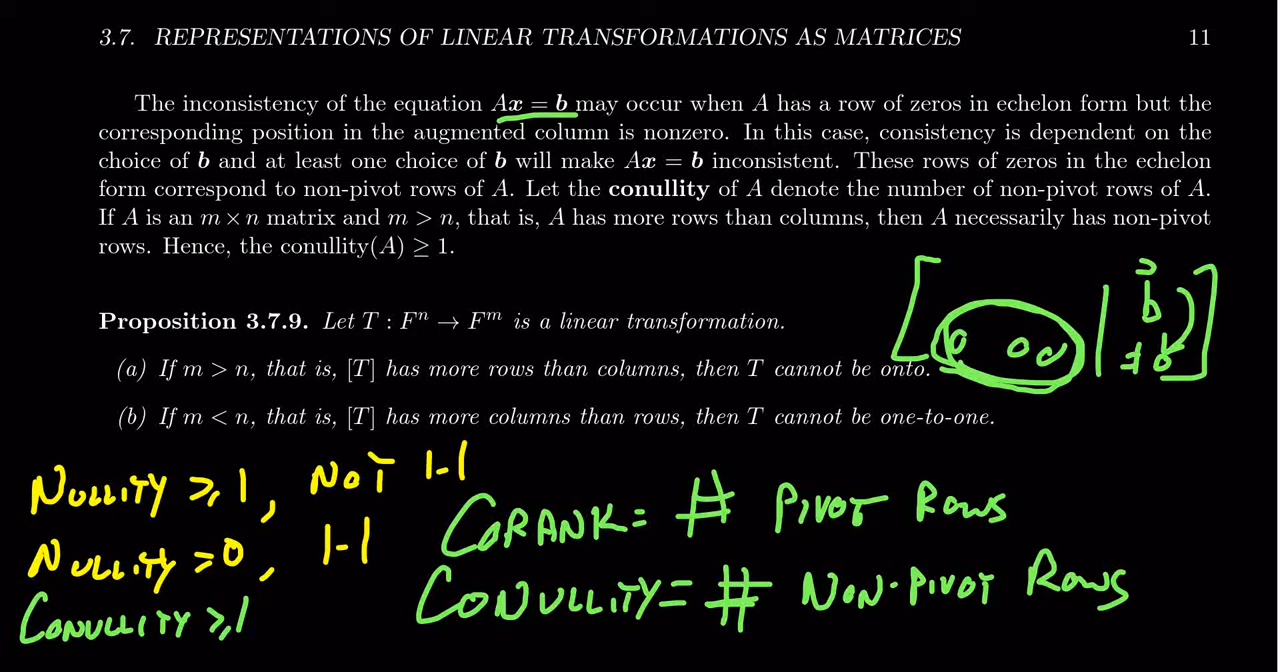 3.7. REPRESENTATIONS OF LINEAR TRANSFORMATIONS AS MATRICES 11
The inconsistency of the equation Ax = b may occur when A has a row of zeros in echelon form but the
corresponding position in the augmented column is nonzero. In this case, consistency is dependent on the
choice of b and at least one choice of b will make Ax = b inconsistent. These rows of zeros in the echelon
form correspond to non-pivot rows of A. Let the conullity of A denote the number of non-pivot rows of A.
If A is an m × n matrix and m > n, that is, A has more rows than columns, then A necessarily has non-pivot
rows. Hence, the conullity(A) ≥ 1.
Proposition 3.7.9. Let T : Fⁿ → Fᵐ is a linear transformation.
(a) If m > n, that is, [T] has more rows than columns, then T cannot be onto.
(b) If m < n, that is, [T] has more columns than rows, then T cannot be one-to-one.
NULLITY ≥ 1, NOT 1-1
NULLITY = 0, 1-1
CONULLITY ≥ 1
CORANK = # PIVOT ROWS
CONULLITY = # NON-PIVOT ROWS